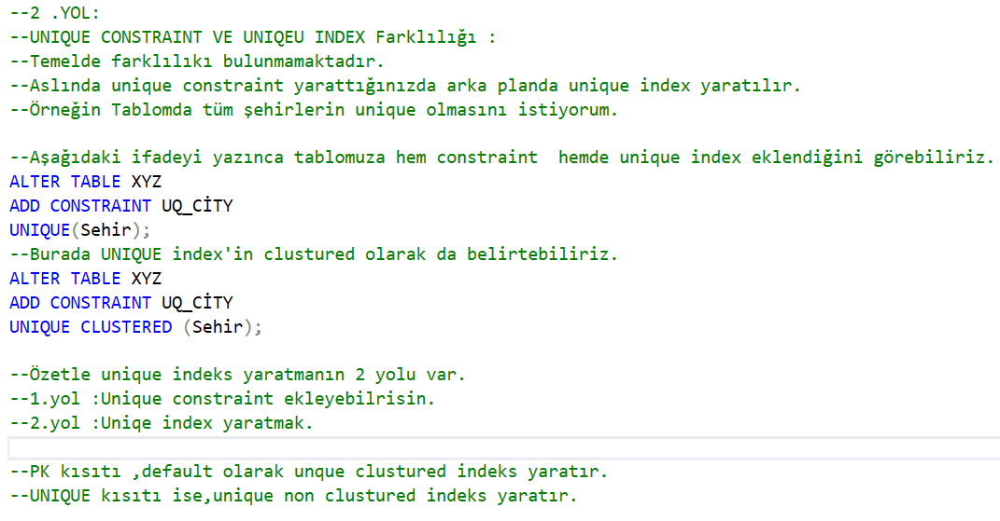 --2 .YOL:
--UNIQUE CONSTRAINT VE UNIQEU INDEX Farklılığı :
--Temelde farklılıkı bulunmamaktadır.
--Aslında unique constraint yarattığınızda arka planda unique index yaratılır.
--Örneğin Tablomda tüm şehirlerin unique olmasını istiyorum.
--Aşağıdaki ifadeyi yazınca tablomuza hem constraint  hemde unique index eklendiğini görebiliriz.
ALTER TABLE XYZ
ADD CONSTRAINT UQ_CİTY
UNIQUE(Sehir);
--Burada UNIQUE index'in clustured olarak da belirtebiliriz.
ALTER TABLE XYZ
ADD CONSTRAINT UQ_CİTY
UNIQUE CLUSTERED (Sehir);
--Özetle unique indeks yaratmanın 2 yolu var.
--1.yol :Unique constraint ekleyebilrisin.
--2.yol :Uniqe index yaratmak.
--PK kısıtı ,default olarak unque clustured indeks yaratır.
--UNIQUE kısıtı ise,unique non clustured indeks yaratır.